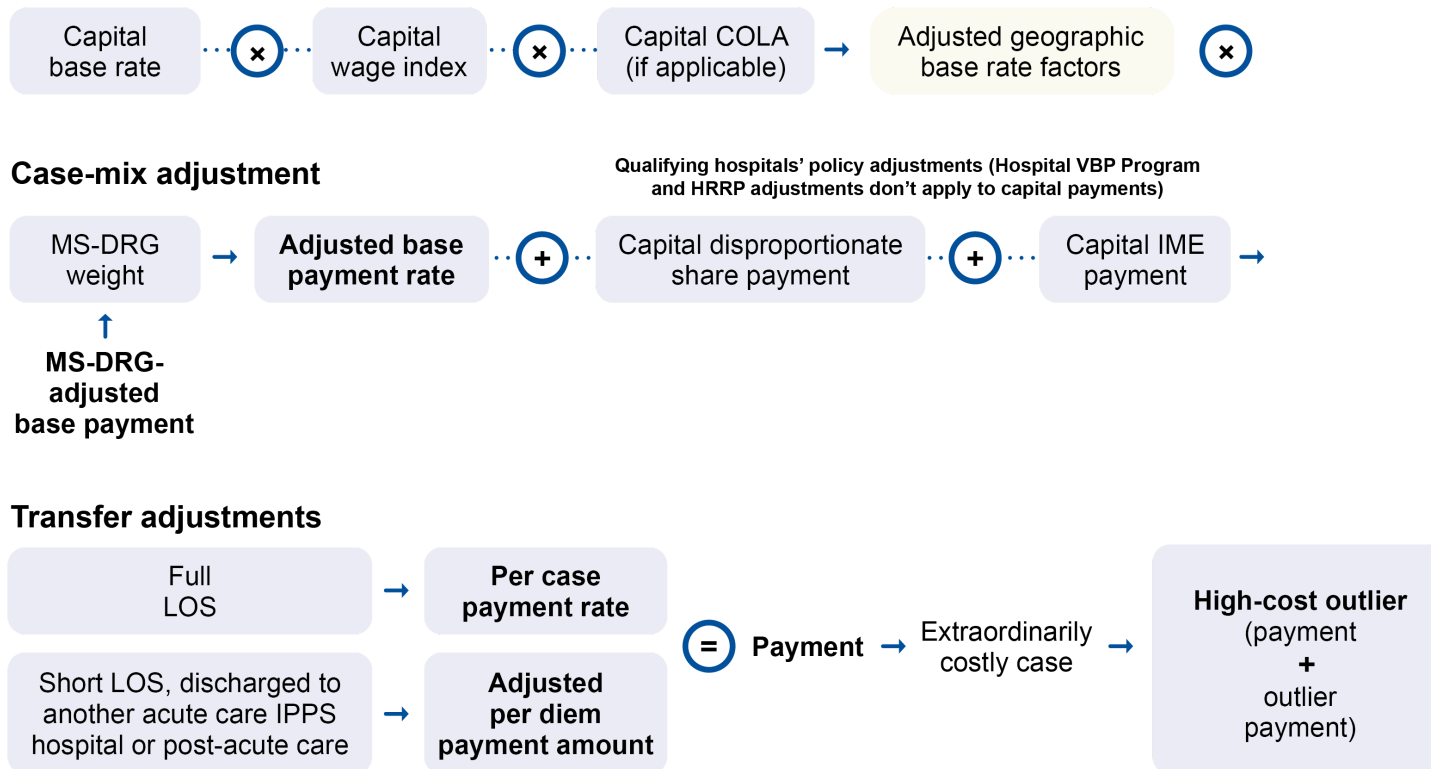 Capital
base rate
×
Capital
wage index
×
Capital COLA
(if applicable)
→
Adjusted geographic
base rate factors
×
Case-mix adjustment
Qualifying hospitals’ policy adjustments (Hospital VBP Program
and HRRP adjustments don’t apply to capital payments)
MS-DRG
weight
→
Adjusted base
payment rate
+
Capital disproportionate
share payment
+
Capital IME
payment
→
↑
MS-DRG-
adjusted
base payment
Transfer adjustments
Full
LOS
→
Per case
payment rate
Short LOS, discharged to
another acute care IPPS
hospital or post-acute care
→
Adjusted
per diem
payment amount
=
Payment
→
Extraordinarily
costly case
→
High-cost outlier
(payment
+
outlier
payment)